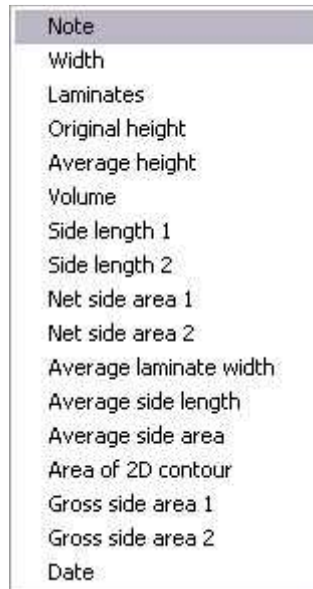 Note
Width
Laminates
Original height
Average height
Volume
Side length 1
Side length 2
Net side area 1
Net side area 2
Average laminate width
Average side length
Average side area
Area of 2D contour
Gross side area 1
Gross side area 2
Date